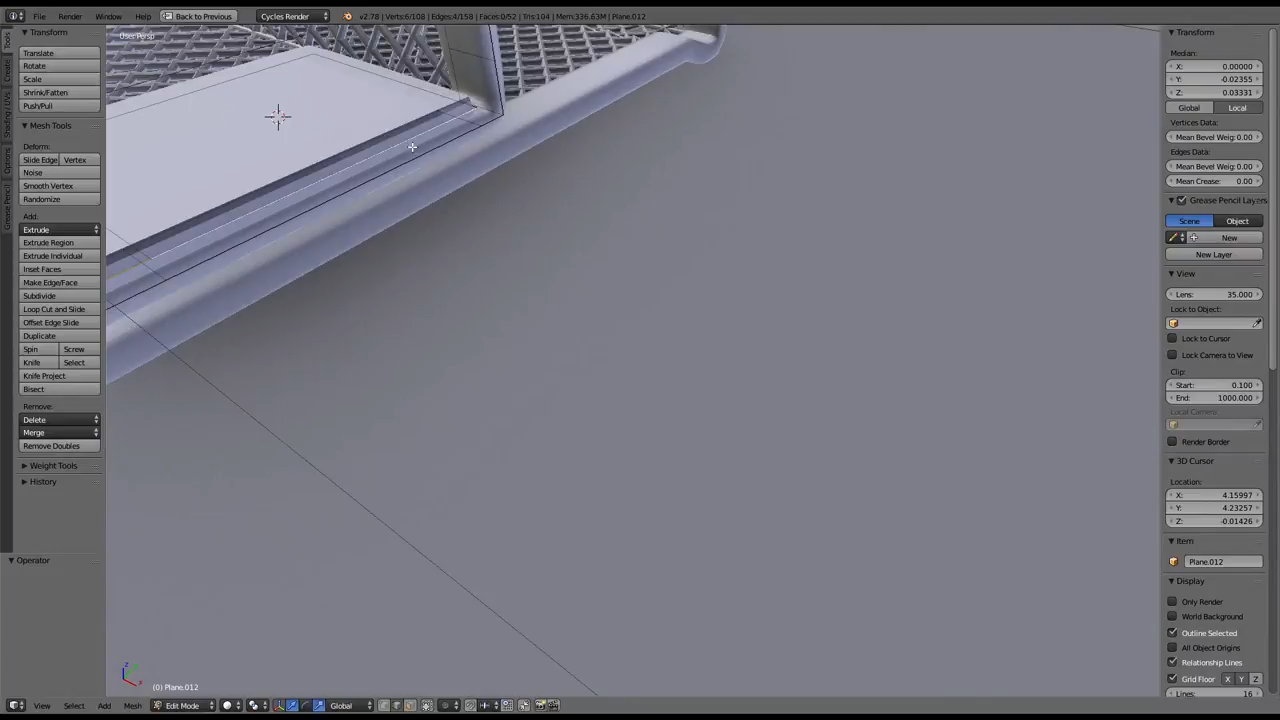 File Render Window Help Back to Previous Cycles Render v2.78 | Verts:6/108 | Edges:4/158 | Faces:0/52 | Tris:104 | Mem:336.63M | Plane.012
User Persp
Tools
Create
Shading / UVs
Options
Grease Pencil
Transform
Translate
Rotate
Scale
Shrink/Fatten
Push/Pull
Mesh Tools
Deform:
Slide Edge Vertex
Noise
Smooth Vertex
Randomize
Add:
Extrude
Extrude Region
Extrude Individual
Inset Faces
Make Edge/Face
Subdivide
Loop Cut and Slide
Offset Edge Slide
Duplicate
Spin Screw
Knife Select
Knife Project
Bisect
Remove:
Delete
Merge
Remove Doubles
Weight Tools
History
Operator
Transform
Median:
X: 0.00000
Y: -0.02355
Z: 0.03331
Global Local
Vertices Data:
Mean Bevel Weig: 0.00
Edges Data:
Mean Bevel Weig: 0.00
Mean Crease: 0.00
Grease Pencil Layers
Scene Object
New
New Layer
View
Lens: 35.000
Lock to Object:
Lock to Cursor
Lock Camera to View
Clip:
Start: 0.100
End: 1000.000
Local Camera:
Render Border
3D Cursor
Location:
X: 4.15997
Y: 4.23257
Z: -0.01426
Item
Plane.012
Display
Only Render
World Background
Outline Selected
All Object Origins
Relationship Lines
Grid Floor X Y Z
Lines: 16
z
x
(0) Plane.012
View Select Add Mesh Edit Mode Global